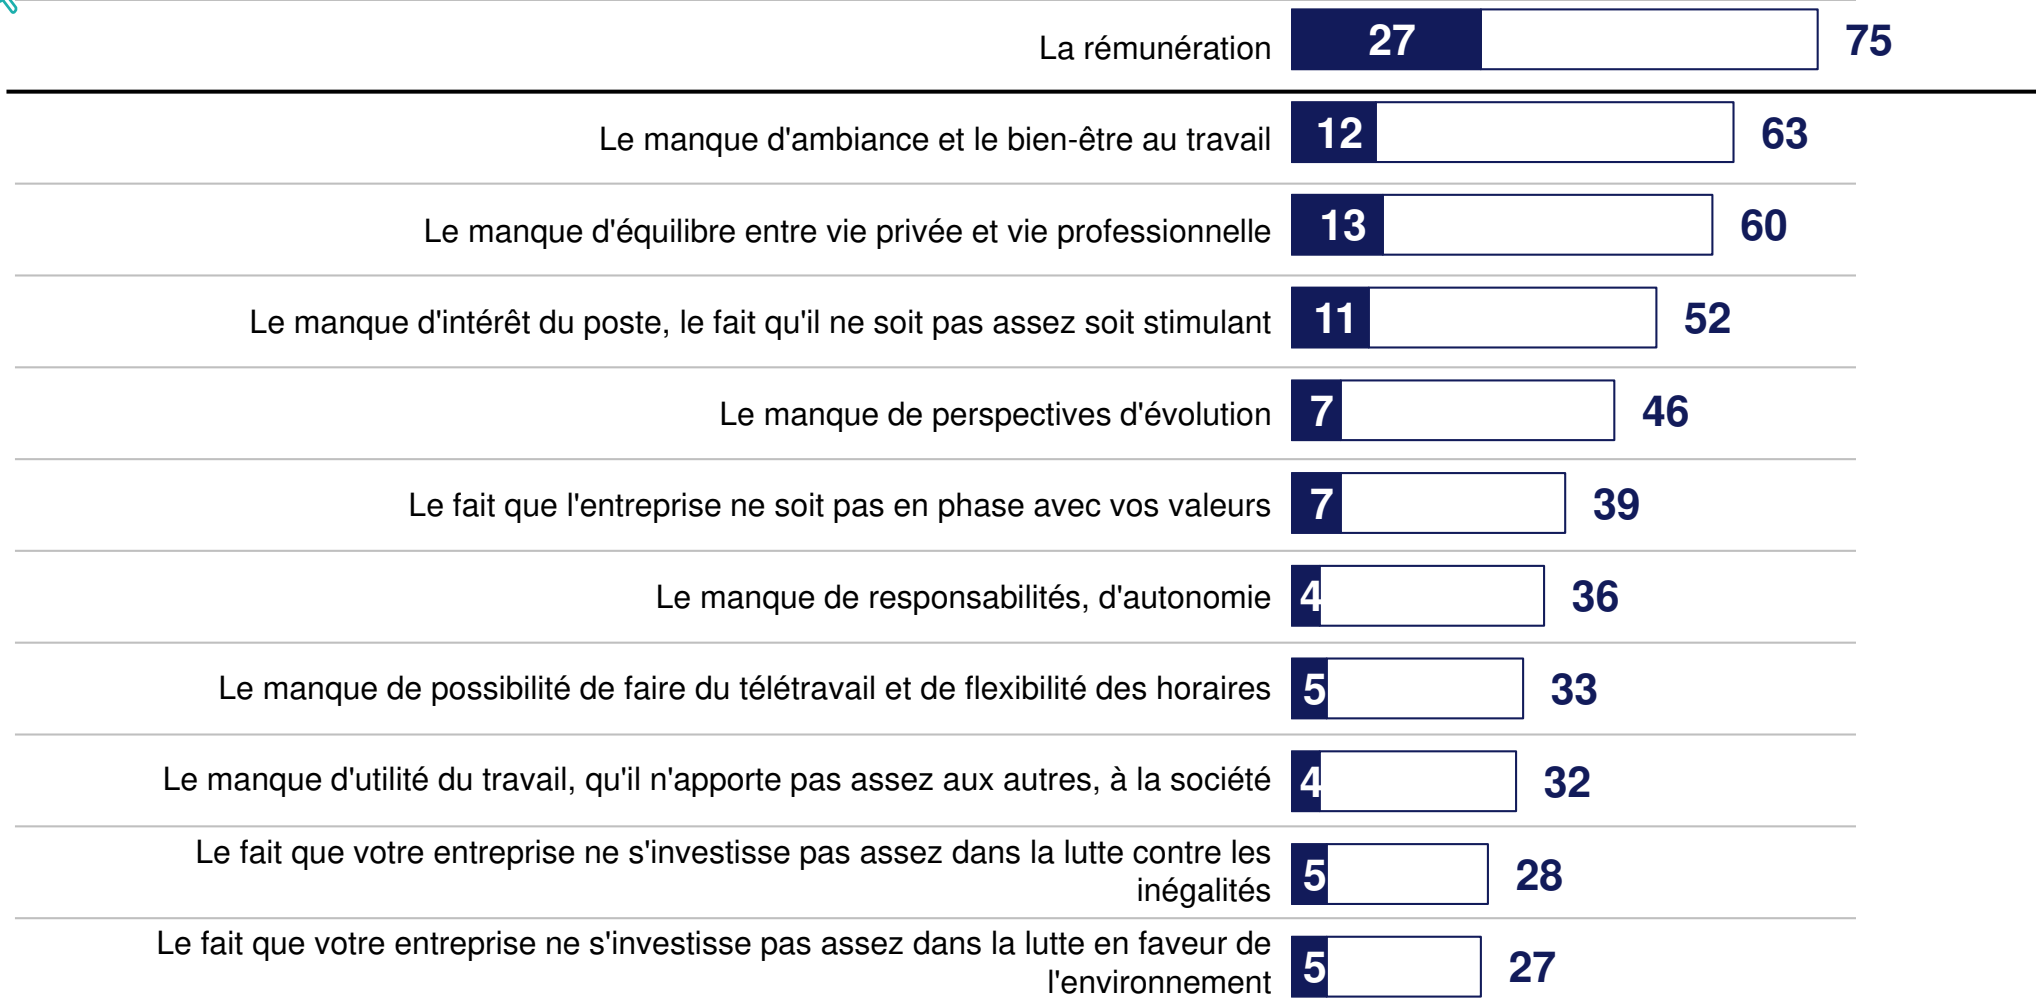 La rémunération 27 75
Le manque d'ambiance et le bien-être au travail 12 63
Le manque d'équilibre entre vie privée et vie professionnelle 13 60
Le manque d'intérêt du poste, le fait qu'il ne soit pas assez soit stimulant 11 52
Le manque de perspectives d'évolution 7 46
Le fait que l'entreprise ne soit pas en phase avec vos valeurs 7 39
Le manque de responsabilités, d'autonomie 4 36
Le manque de possibilité de faire du télétravail et de flexibilité des horaires 5 33
Le manque d'utilité du travail, qu'il n'apporte pas assez aux autres, à la société 4 32
Le fait que votre entreprise ne s'investisse pas assez dans la lutte contre les
inégalités 5 28
Le fait que votre entreprise ne s'investisse pas assez dans la lutte en faveur de
l'environnement 5 27